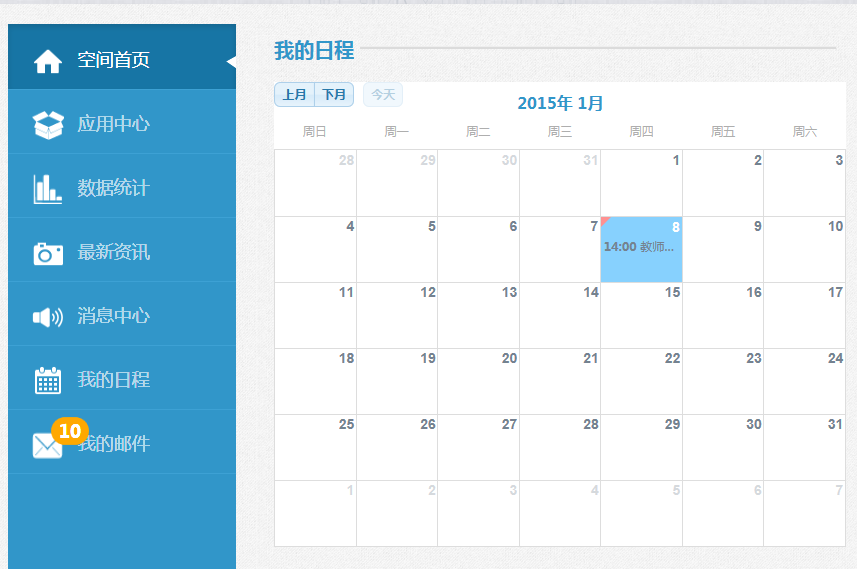 空间首页
应用中心
数据统计
最新资讯
消息中心
我的日程
10
我的邮件
我的日程
上月 下月 今天
2015年 1月
周日 周一 周二 周三 周四 周五 周六
28 29 30 31 1 2 3
4 5 6 7 8 9 10
14:00 教师...
11 12 13 14 15 16 17
18 19 20 21 22 23 24
25 26 27 28 29 30 31
1 2 3 4 5 6 7